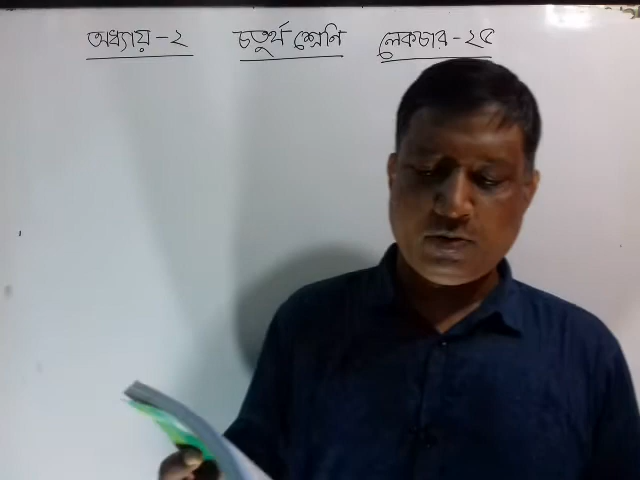 অধ্যায় - ২ চতুর্থ শ্রেনি লেকচার - ২৫